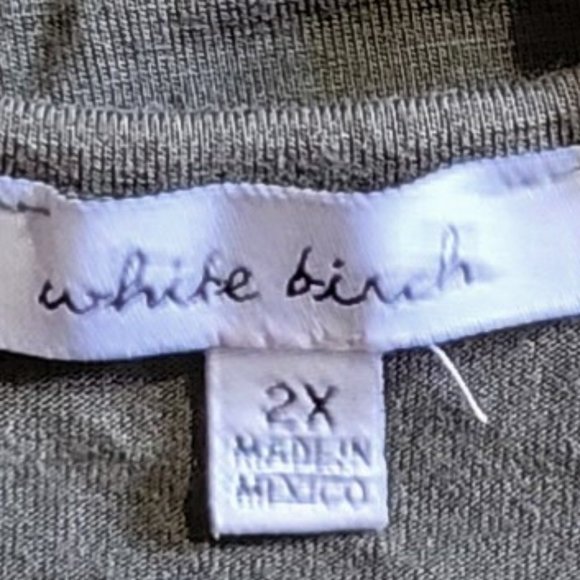 white birch
2X
MADE IN
MEXICO